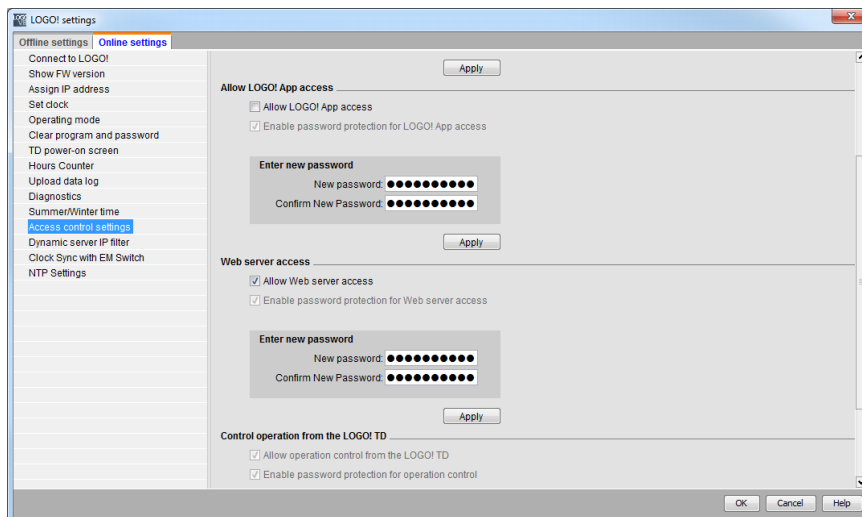 LOGO! settings
Offline settings Online settings
Connect to LOGO!
Show FW version
Assign IP address
Set clock
Operating mode
Clear program and password
TD power-on screen
Hours Counter
Upload data log
Diagnostics
Summer/Winter time
Access control settings
Dynamic server IP filter
Clock Sync with EM Switch
NTP Settings
Apply
Allow LOGO! App access
Allow LOGO! App access
Enable password protection for LOGO! App access
Enter new password
New password: ●●●●●●●●●●
Confirm New Password: ●●●●●●●●●●
Apply
Web server access
Allow Web server access
Enable password protection for Web server access
Enter new password
New password: ●●●●●●●●●●
Confirm New Password: ●●●●●●●●●●
Apply
Control operation from the LOGO! TD
Allow operation control from the LOGO! TD
Enable password protection for operation control
OK Cancel Help